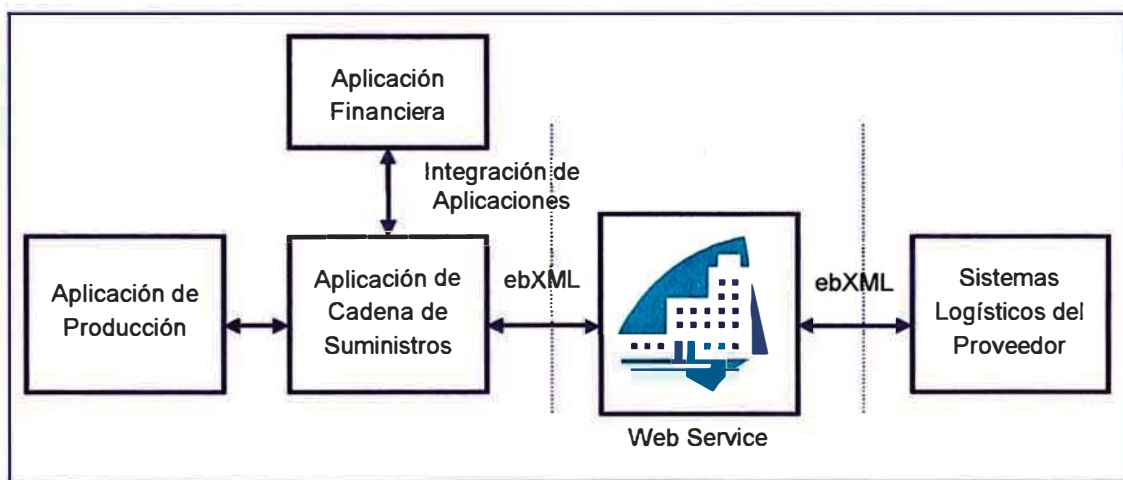 Aplicación
Financiera
Integración de
Aplicaciones
Aplicación de
Producción
Aplicación de
Cadena de
Suministros
ebXML
Web Service
ebXML
Sistemas
Logísticos del
Proveedor